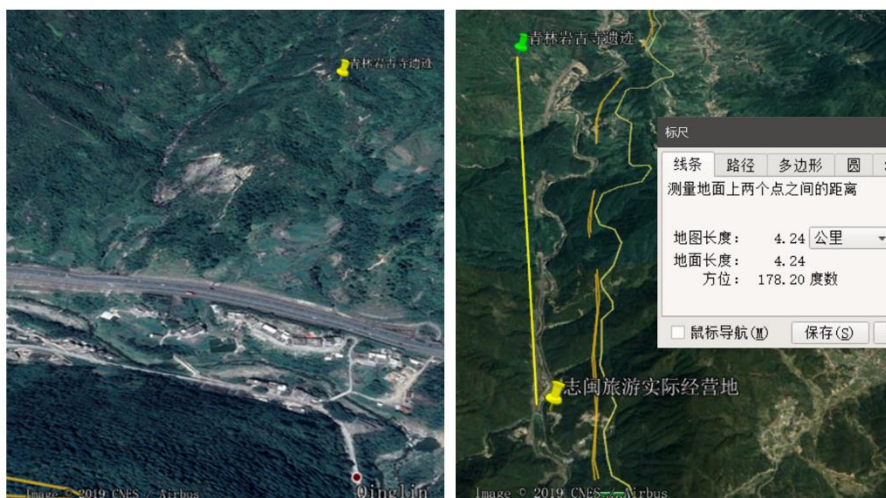 青林岩古寺遗迹
Image © 2019 CNES / Airbus
Qinglin
青林岩古寺遗迹
标尺
线条 路径 多边形 圆
测量地面上两个点之间的距离
地图长度： 4.24 公里
地面长度： 4.24
方位： 178.20 度数
鼠标导航(M) 保存(S)
志闽旅游实际经营地
Image © 2019 CNES / Airbus